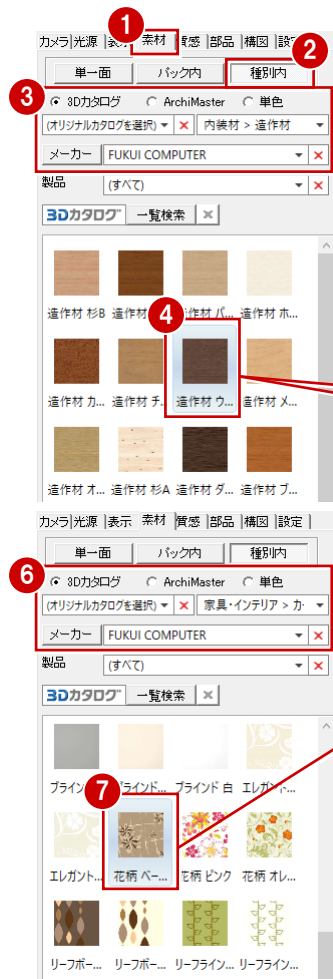 1
カメラ|光源 |表示 素材 |質感 |部品 |構図 |設定
2
単一面 パック内 種別内
3
3Dカタログ ArchiMaster 単色
(オリジナルカタログを選択) 内装材 > 造作材
メーカー FUKUI COMPUTER
製品 (すべて)
3Dカタログ 一覧検索
造作材 杉B 造作材 造作材 パ... 造作材 ホ...
4
造作材 カ... 造作材 チ... 造作材 ウ... 造作材 メ...
造作材 オ... 造作材 杉A 造作材 ダ... 造作材 ブ...
カメラ|光源 |表示 素材 |質感 |部品 |構図 |設定 |
単一面 パック内 種別内
6
3Dカタログ ArchiMaster 単色
(オリジナルカタログを選択) 家具・インテリア > カ
メーカー FUKUI COMPUTER
製品 (すべて)
3Dカタログ 一覧検索
7
ブライン ブラインド... ブラインド 白 エレガント...
エレガント... 花柄 ベー... 花柄 ピンク 花柄 オレ...
リーフボー... リーフボー... リーフライン... リーフライン...